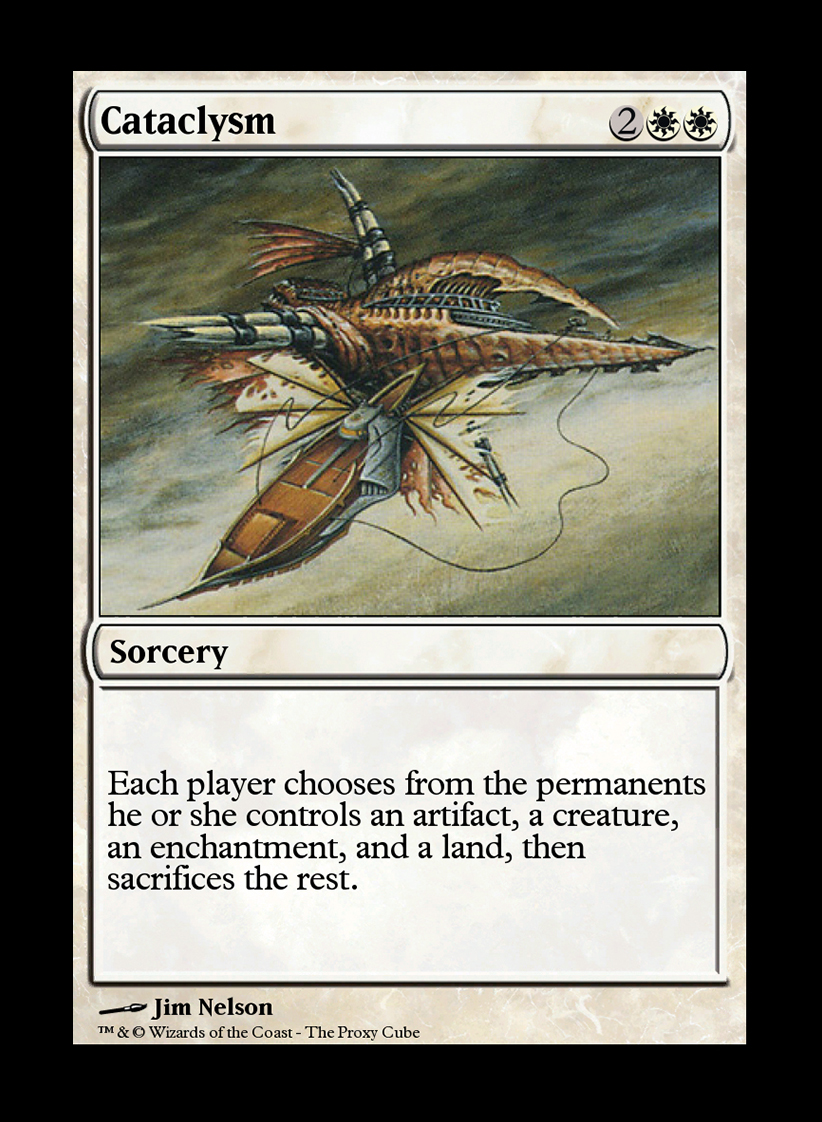 Cataclysm 2
Sorcery
Each player chooses from the permanents
he or she controls an artifact, a creature,
an enchantment, and a land, then
sacrifices the rest.
Jim Nelson
™ & © Wizards of the Coast - The Proxy Cube